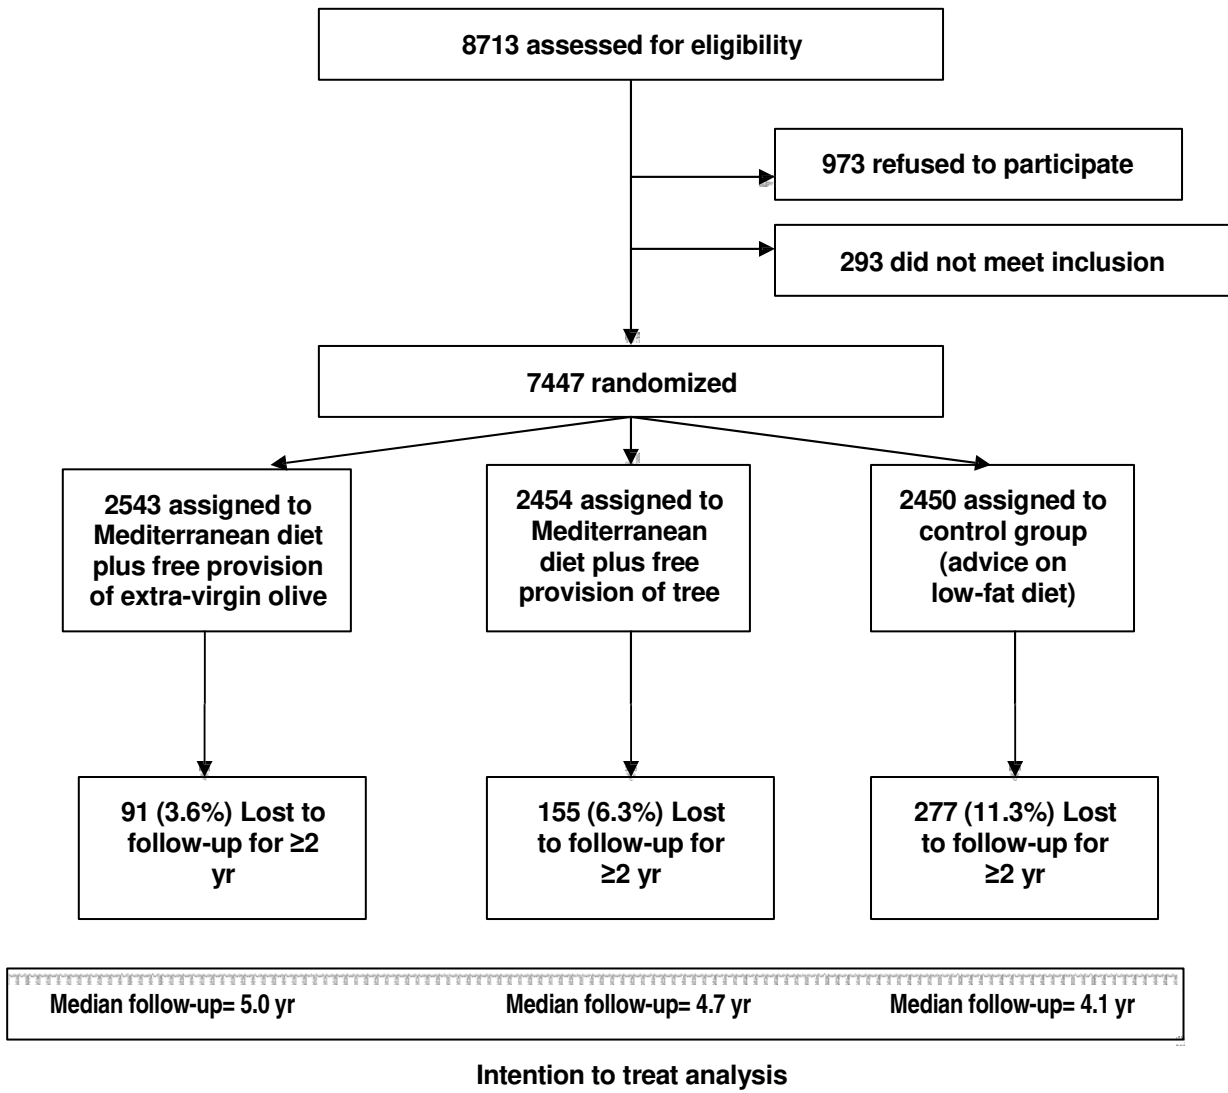 8713 assessed for eligibility
973 refused to participate
293 did not meet inclusion
7447 randomized
2543 assigned to
Mediterranean diet
plus free provision
of extra-virgin olive
2454 assigned to
Mediterranean
diet plus free
provision of tree
2450 assigned to
control group
(advice on
low-fat diet)
91 (3.6%) Lost to
follow-up for ≥2
yr
155 (6.3%) Lost
to follow-up for
≥2 yr
277 (11.3%) Lost
to follow-up for
≥2 yr
Median follow-up= 5.0 yr
Median follow-up= 4.7 yr
Median follow-up= 4.1 yr
Intention to treat analysis